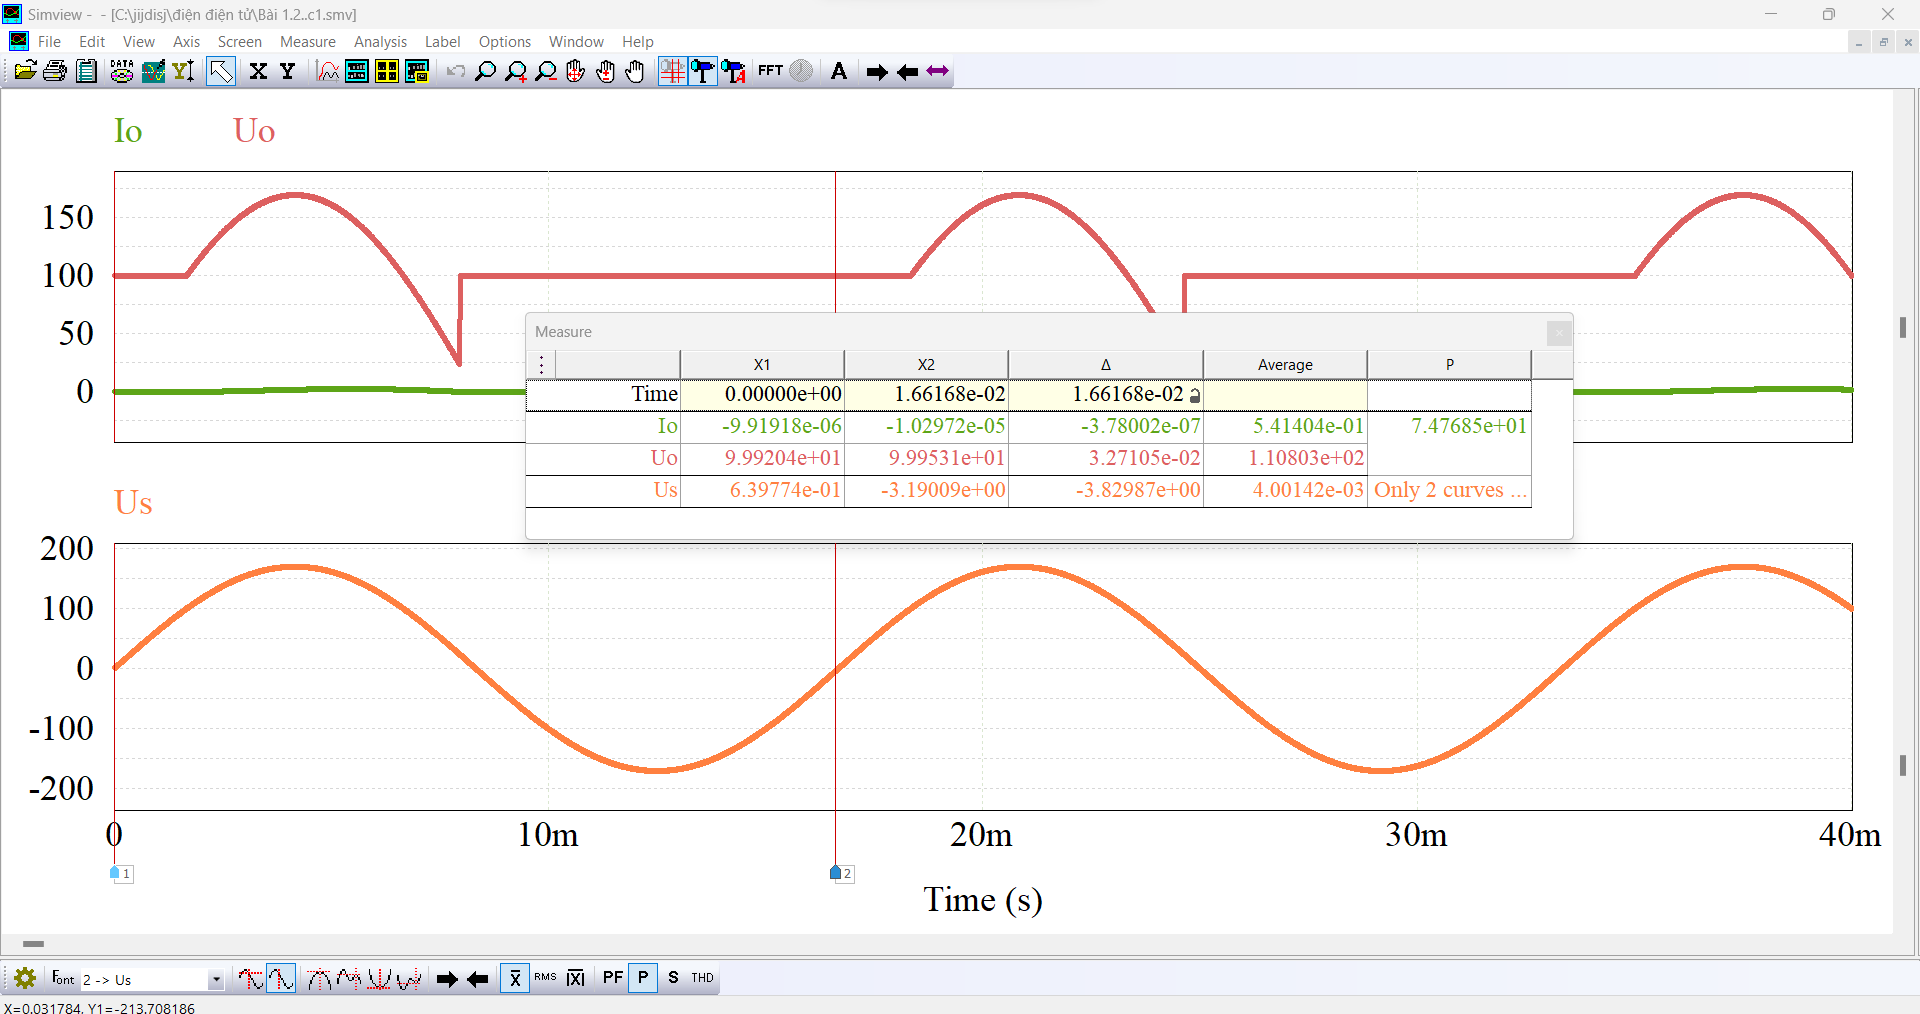 Simview - - [C:\jijdisj\điện điện tử\Bài 1.2..c1.smv]
File Edit View Axis Screen Measure Analysis Label Options Window Help
DATA Y X Y FFT A
Io Uo
150
100
50
0
Measure
X1 X2 Δ Average P
Time 0.00000e+00 1.66168e-02 1.66168e-02
Io -9.91918e-06 -1.02972e-05 -3.78002e-07 5.41404e-01 7.47685e+01
Uo 9.99204e+01 9.99531e+01 3.27105e-02 1.10803e+02
Us 6.39774e-01 -3.19009e+00 -3.82987e+00 4.00142e-03 Only 2 curves ...
Us
200
100
0
-100
-200
0 10m 20m 30m 40m
1 2
Time (s)
Font 2 -> Us x̄ RMS |X| PF P S THD
X=0.031784, Y1=-213.708186